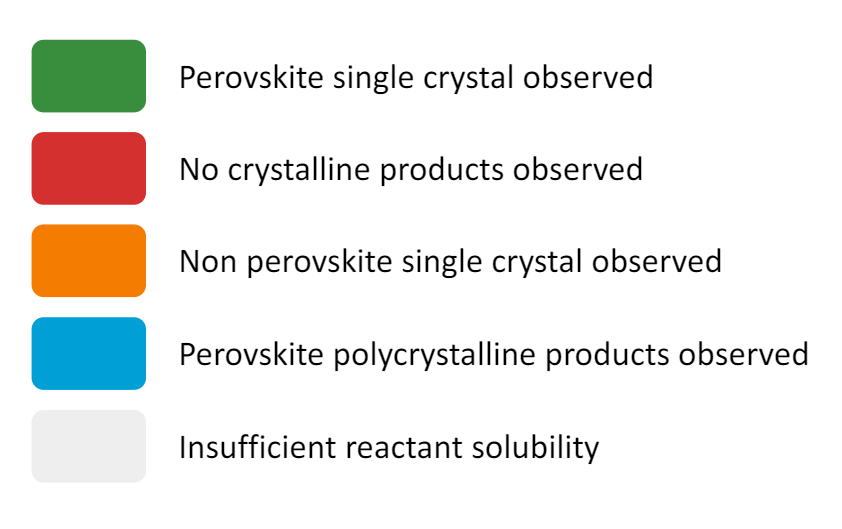 Perovskite single crystal observed
No crystalline products observed
Non perovskite single crystal observed
Perovskite polycrystalline products observed
Insufficient reactant solubility